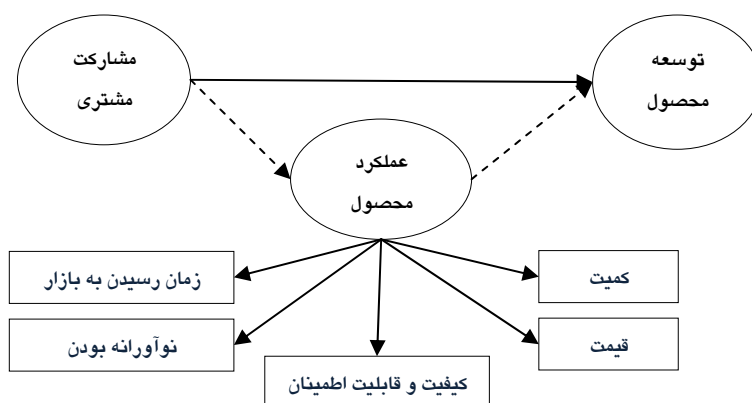 مشارکت
مشتری
توسعه
محصول
عملکرد
محصول
زمان رسیدن به بازار
کمیت
نوآورانه بودن
قیمت
کیفیت و قابلیت اطمینان